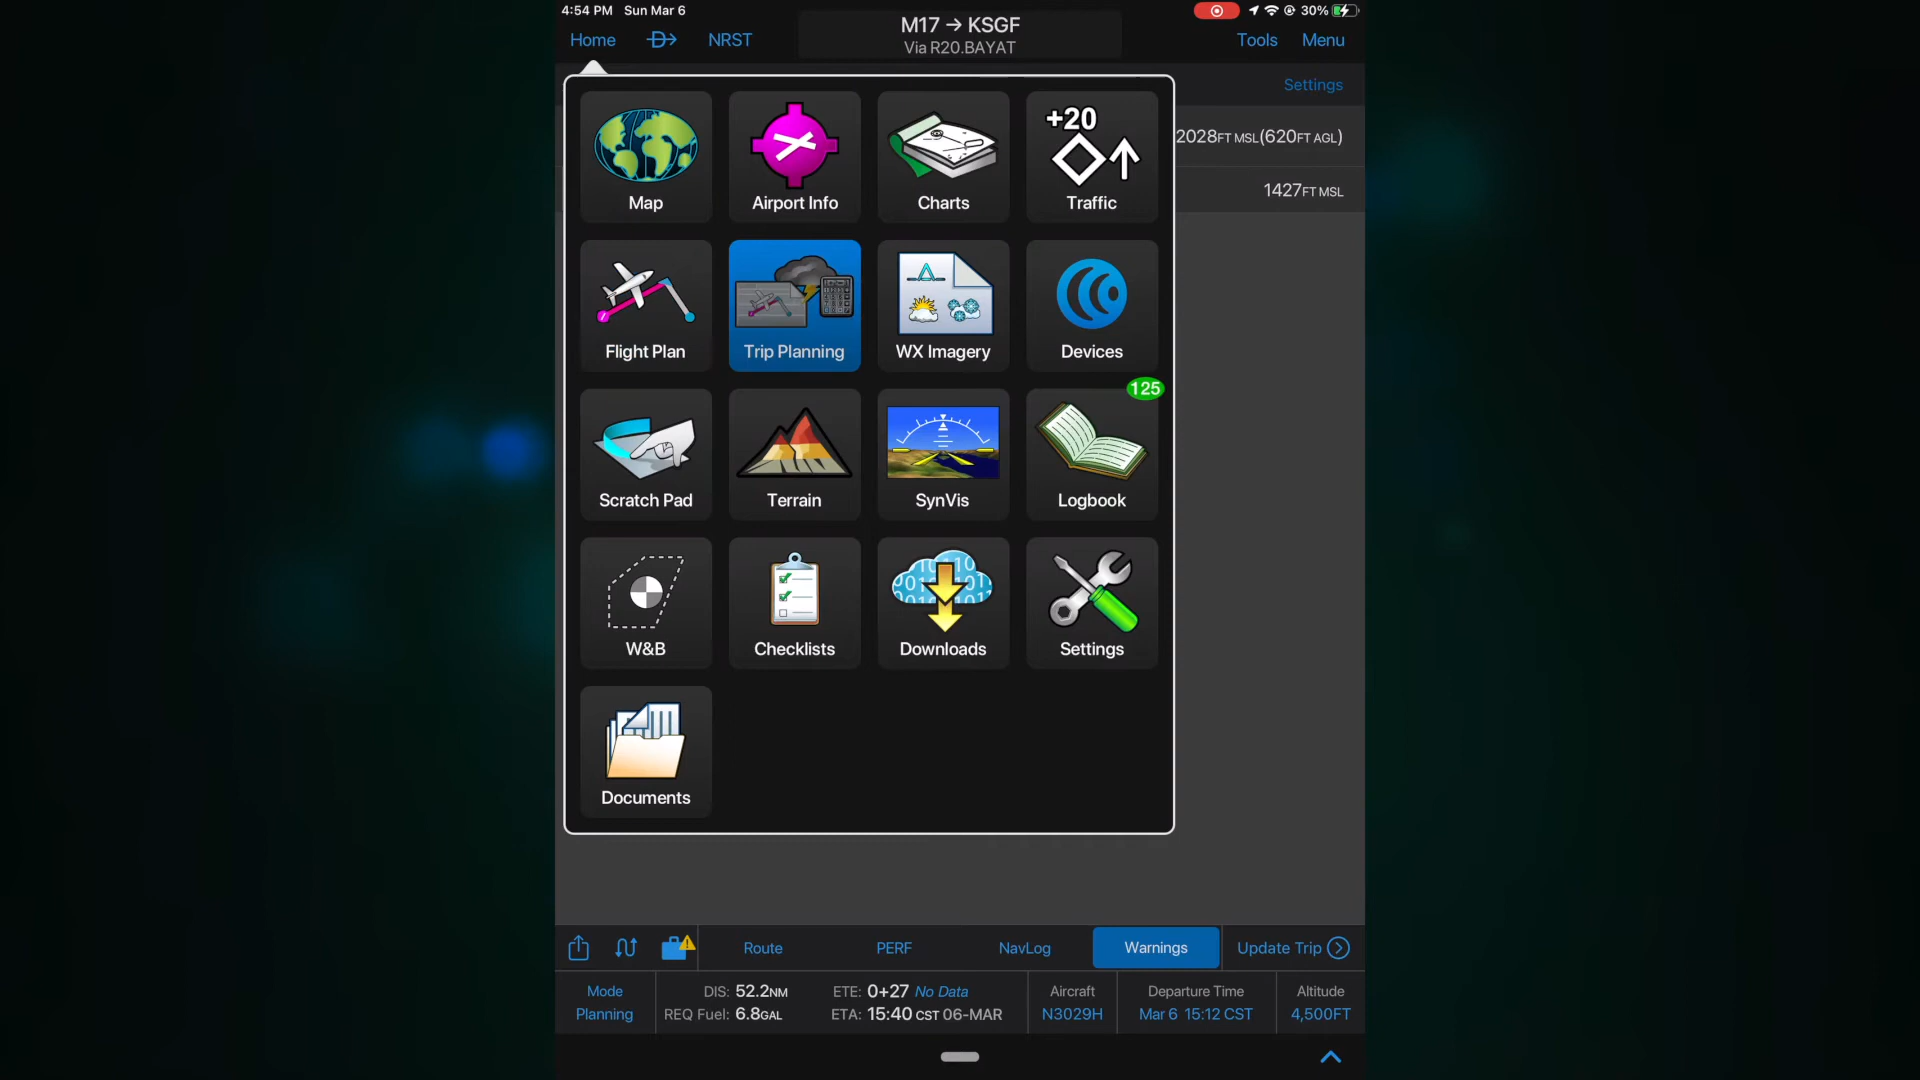 4:54 PM Sun Mar 6
30%
Home
NRST
M17 → KSGF
Via R20.BAYAT
Tools
Menu
Settings
2028FT MSL(620FT AGL)
1427FT MSL
Map
Airport Info
Charts
+20
Traffic
Flight Plan
Trip Planning
WX Imagery
Devices
125
Scratch Pad
Terrain
SynVis
Logbook
W&B
Checklists
Downloads
Settings
Documents
Route
PERF
NavLog
Warnings
Update Trip
Mode
Planning
DIS: 52.2NM
REQ Fuel: 6.8GAL
ETE: 0+27 No Data
ETA: 15:40 CST 06-MAR
Aircraft
N3029H
Departure Time
Mar 6 15:12 CST
Altitude
4,500FT